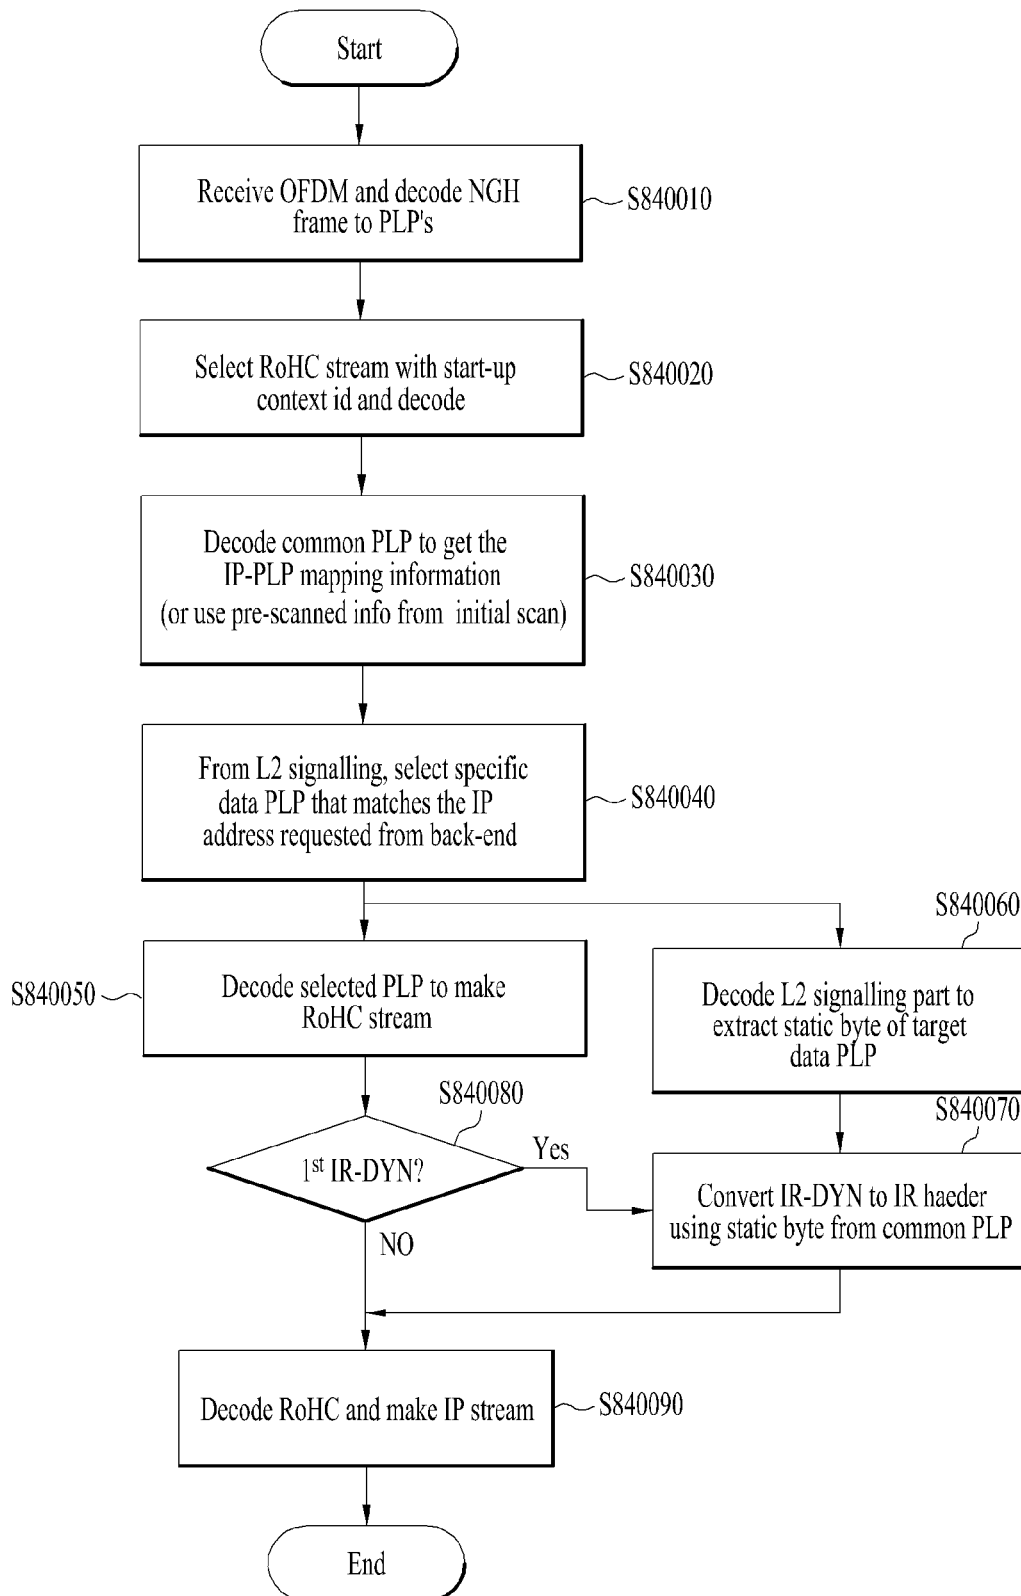 Start
Receive OFDM and decode NGH
frame to PLP's
S840010
Select RoHC stream with start-up
context id and decode
S840020
Decode common PLP to get the
IP-PLP mapping information
(or use pre-scanned info from initial scan)
S840030
From L2 signalling, select specific
data PLP that matches the IP
address requested from back-end
S840040
S840050
Decode selected PLP to make
RoHC stream
S840060
Decode L2 signalling part to
extract static byte of target
data PLP
S840080
1st IR-DYN?
Yes
NO
S840070
Convert IR-DYN to IR haeder
using static byte from common PLP
Decode RoHC and make IP stream
S840090
End